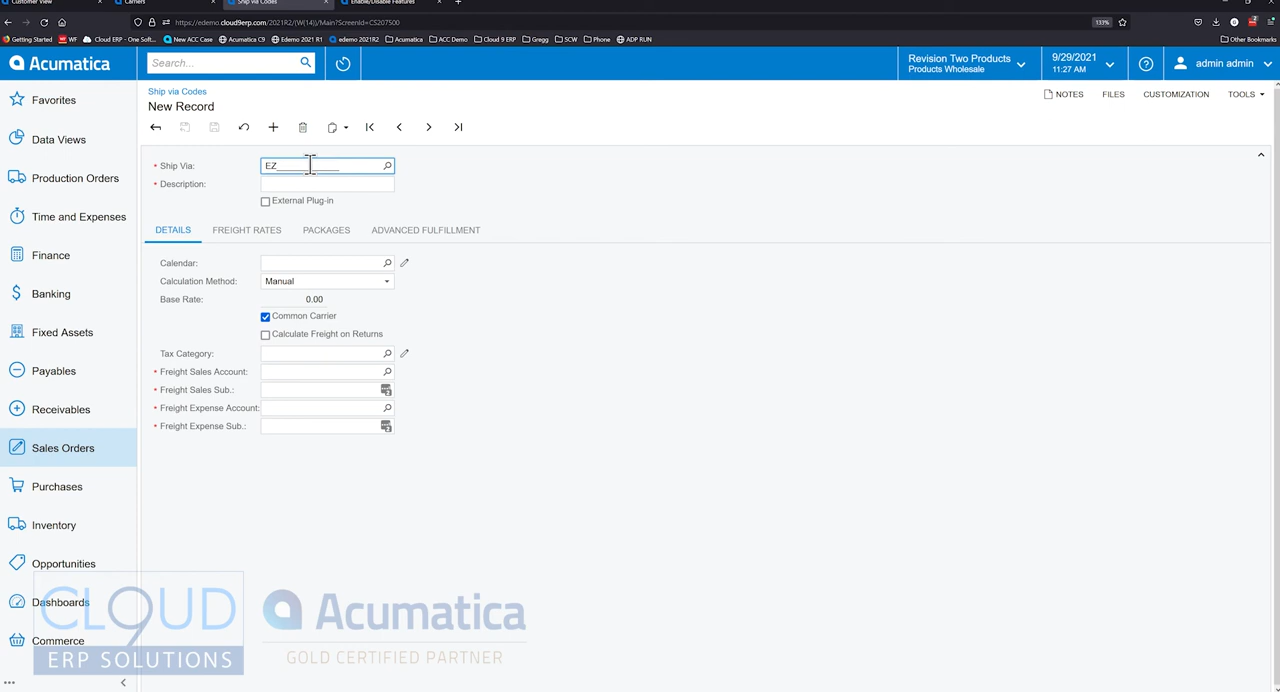 Customer View
Carriers
Ship via Codes
Enable/Disable Features
https://edemo.cloud9erp.com/2021R2/(W(14))/Main?ScreenId=CS207500
133%
Getting Started
WF
Cloud ERP - One Soft...
New ACC Case
Acumatica C9
Edemo 2021 R1
edemo 2021R2
Acumatica
ACC Demo
Cloud 9 ERP
Gregg
SCW
Phone
ADP RUN
Other Bookmarks
Acumatica
Search...
Revision Two Products
Products Wholesale
9/29/2021
11:27 AM
admin admin
Favorites
Data Views
Production Orders
Time and Expenses
Finance
Banking
Fixed Assets
Payables
Receivables
Sales Orders
Purchases
Inventory
Opportunities
Dashboards
Commerce
Ship via Codes
New Record
NOTES
FILES
CUSTOMIZATION
TOOLS
* Ship Via:
EZ______________
* Description:
External Plug-in
DETAILS
FREIGHT RATES
PACKAGES
ADVANCED FULFILLMENT
Calendar:
Calculation Method:
Manual
Base Rate:
0.00
Common Carrier
Calculate Freight on Returns
Tax Category:
* Freight Sales Account:
* Freight Sales Sub.:
* Freight Expense Account:
* Freight Expense Sub.:
CLOUD 9
ERP SOLUTIONS
Acumatica
GOLD CERTIFIED PARTNER